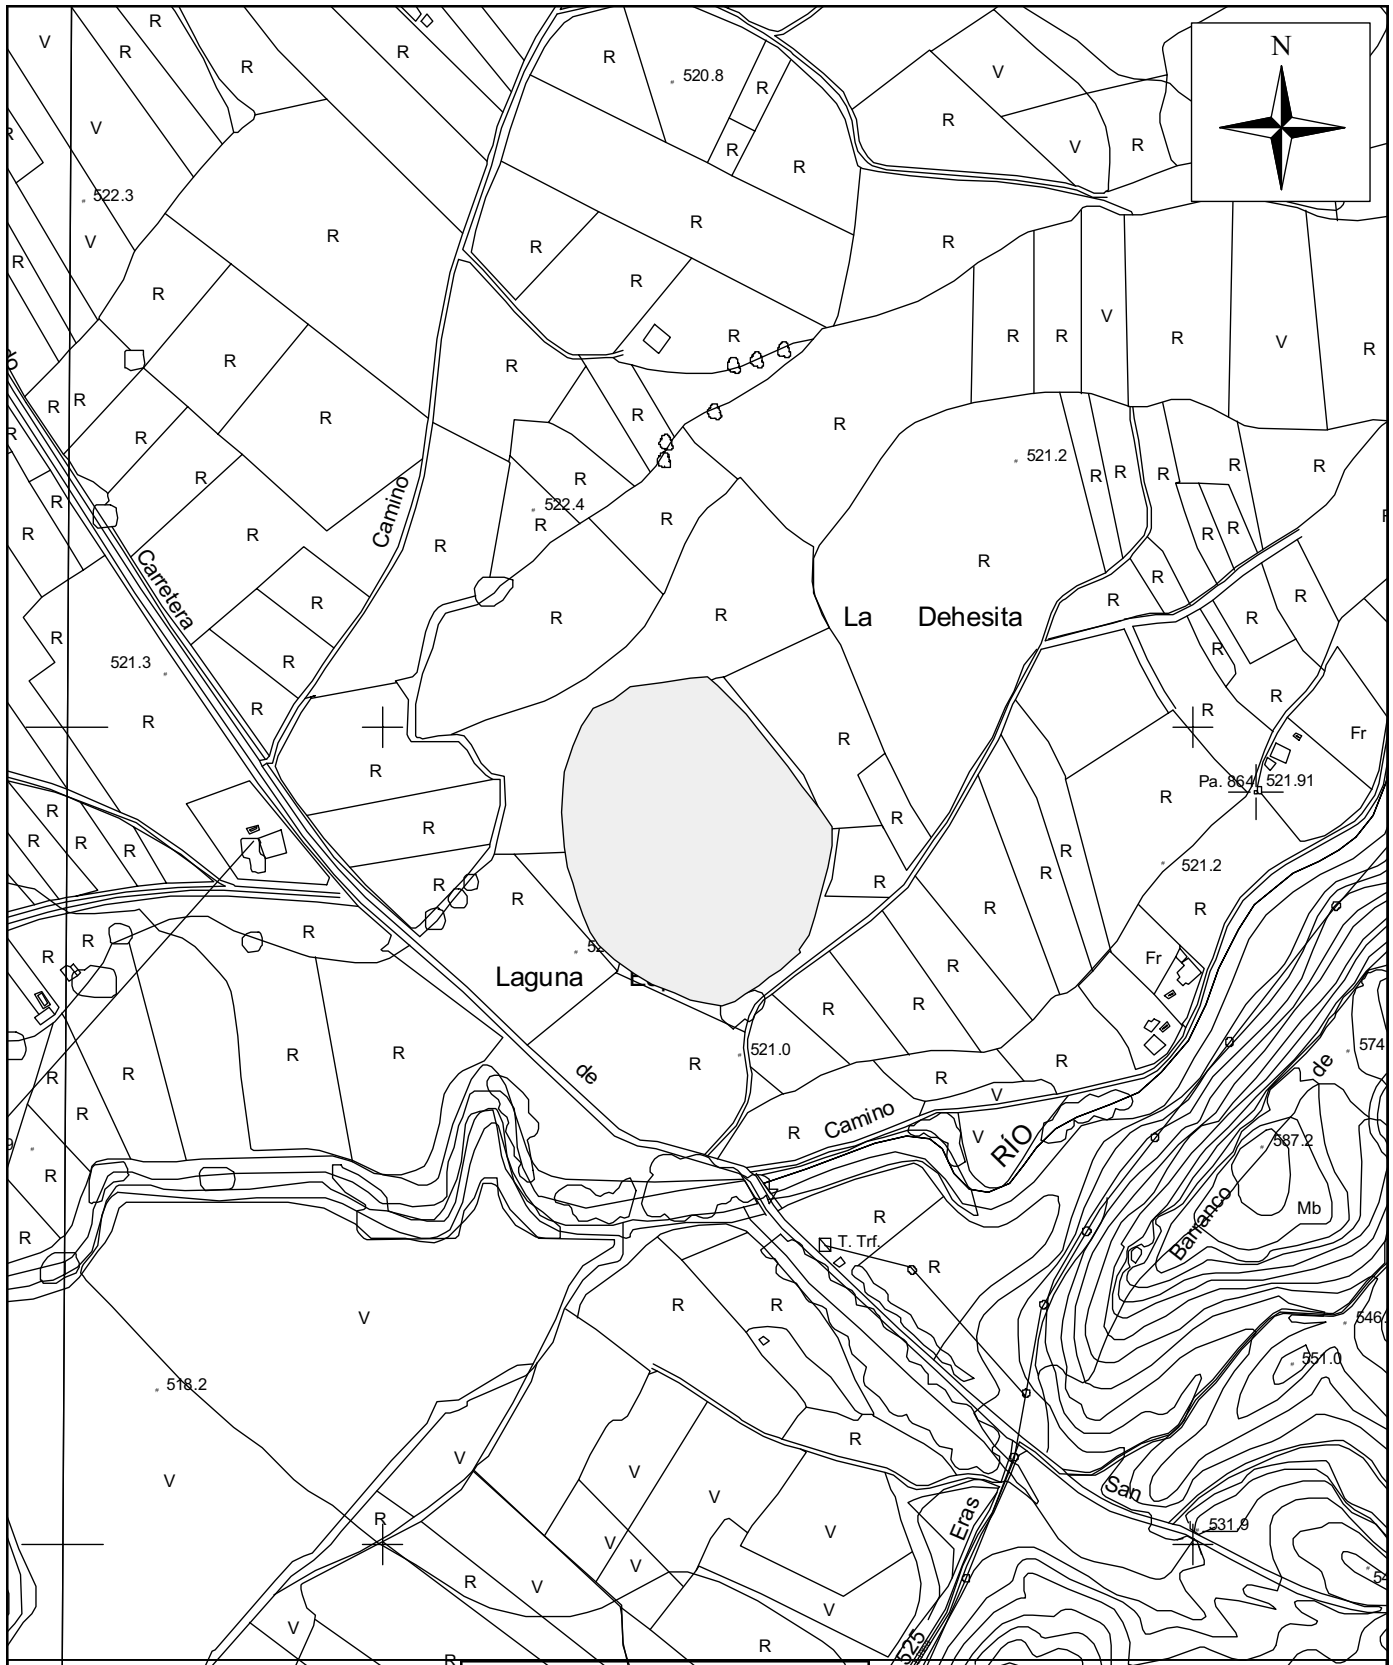 N
V
R
R
R
R
R
520.8
R
V
R
V
R
V
R
R
R
522.3
V
R
R
R
R
R
R
R
R
R
R
R
V
R
V
R
R
R
R
R
R
R
R
R
R
R
521.2
R
R
R
R
R
R
R
Camino
522.4
R
R
R
R
R
R
R
R
R
Carretera
R
R
R
R
R
R
R
La Dehesita
R
R
R
521.3
R
R
R
R
R
R
R
R
Fr
R
Pa. 864
521.91
R
R
R
R
R
R
R
R
R
R
R
521.2
R
R
R
R
R
R
R
R
Fr
R
Laguna
R
R
R
R
R
521.0
R
R
R
de
R
R
V
de
574
R
Camino
R
V
RÍO
587.2
R
Barranco
Mb
R
R
T. Trf.
R
R
R
V
546.
551.0
518.2
R
V
V
V
V
San
R
Eras
V
531.9
V
V
R
V
V
V
R
R
525